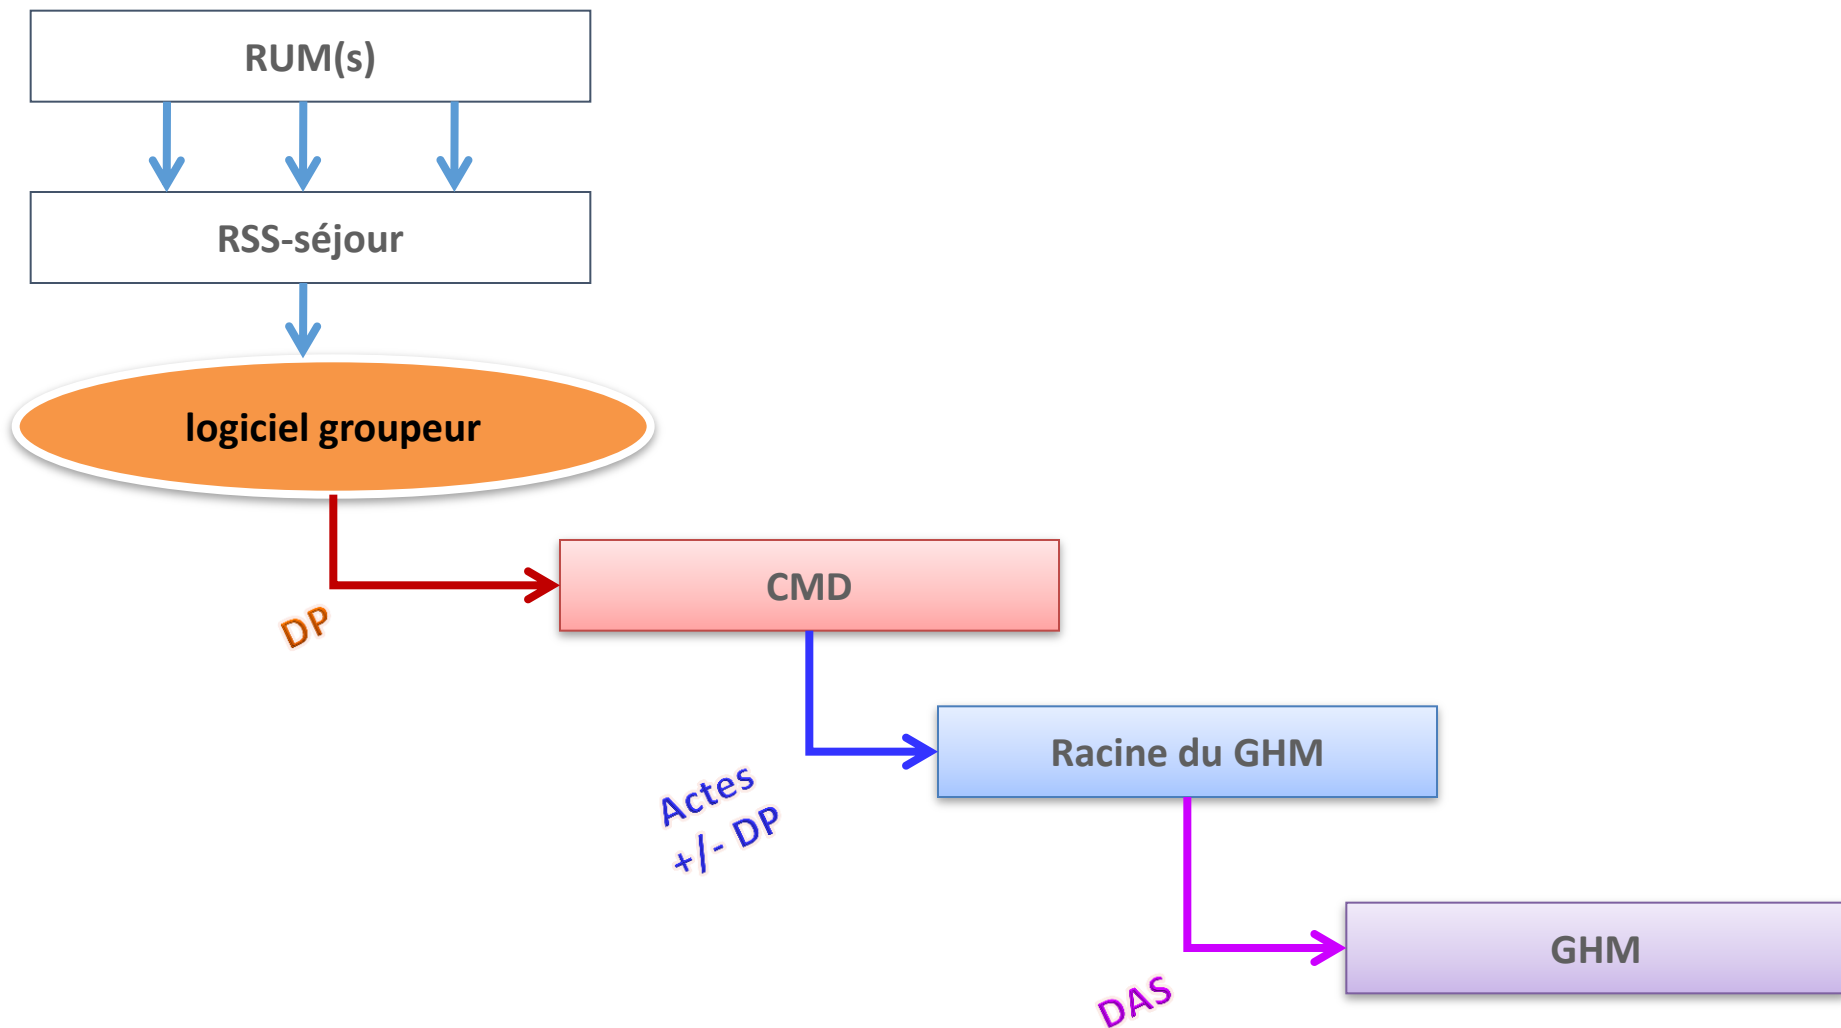 RUM(s)
RSS-séjour
logiciel groupeur
DP
CMD
Actes
+/- DP
Racine du GHM
DAS
GHM